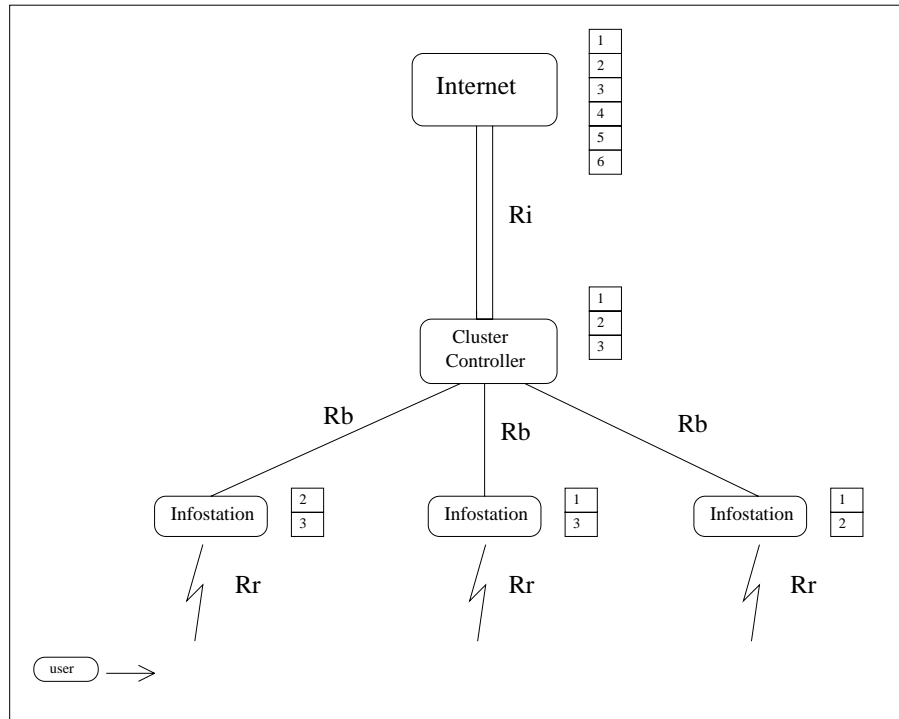 Internet
1
2
3
4
5
6
Ri
Cluster
Controller
1
2
3
Rb
Rb
Rb
Infostation
2
3
Infostation
1
3
Infostation
1
2
Rr
Rr
Rr
user